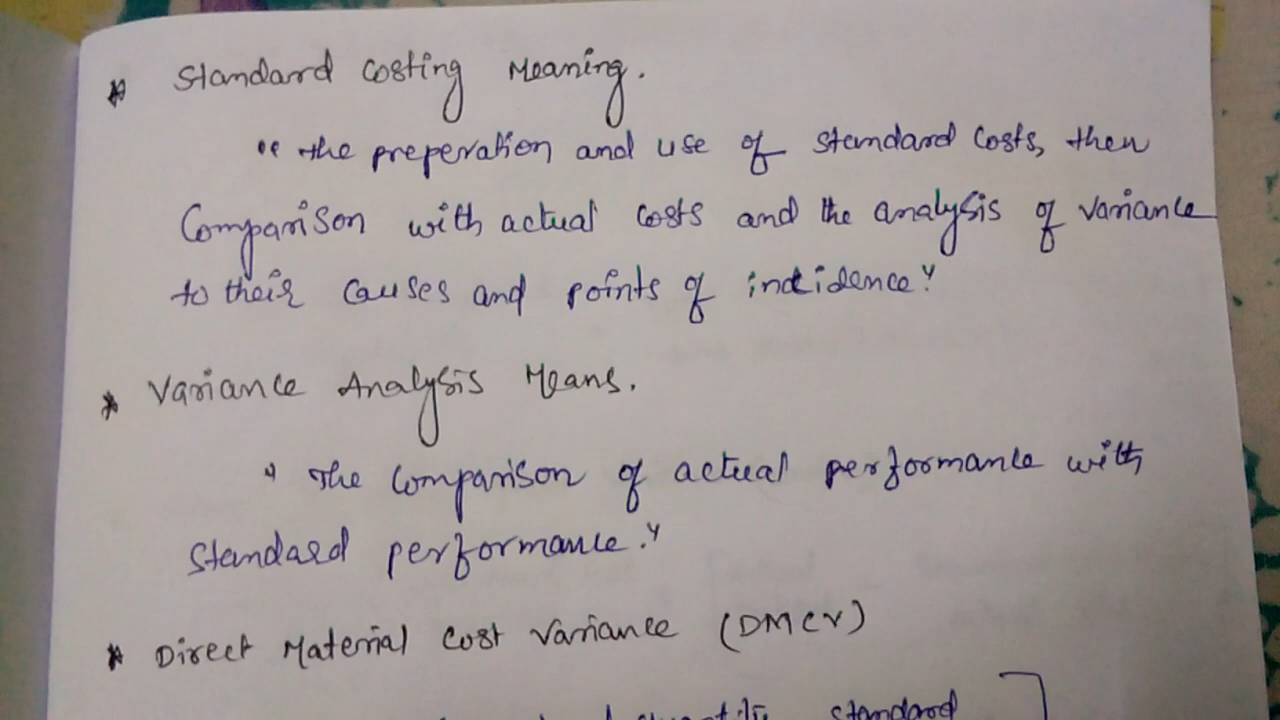 * Standard Costing Meaning.
" the preperation and use of standard Costs, then
Comparison with actual Costs and the analysis of variance
to their causes and points of incidence"
* Variance Analysis Means.
" The Comparison of actual performance with
standard performance."
* Direct Material Cost Variance (DMCV)
standard ]